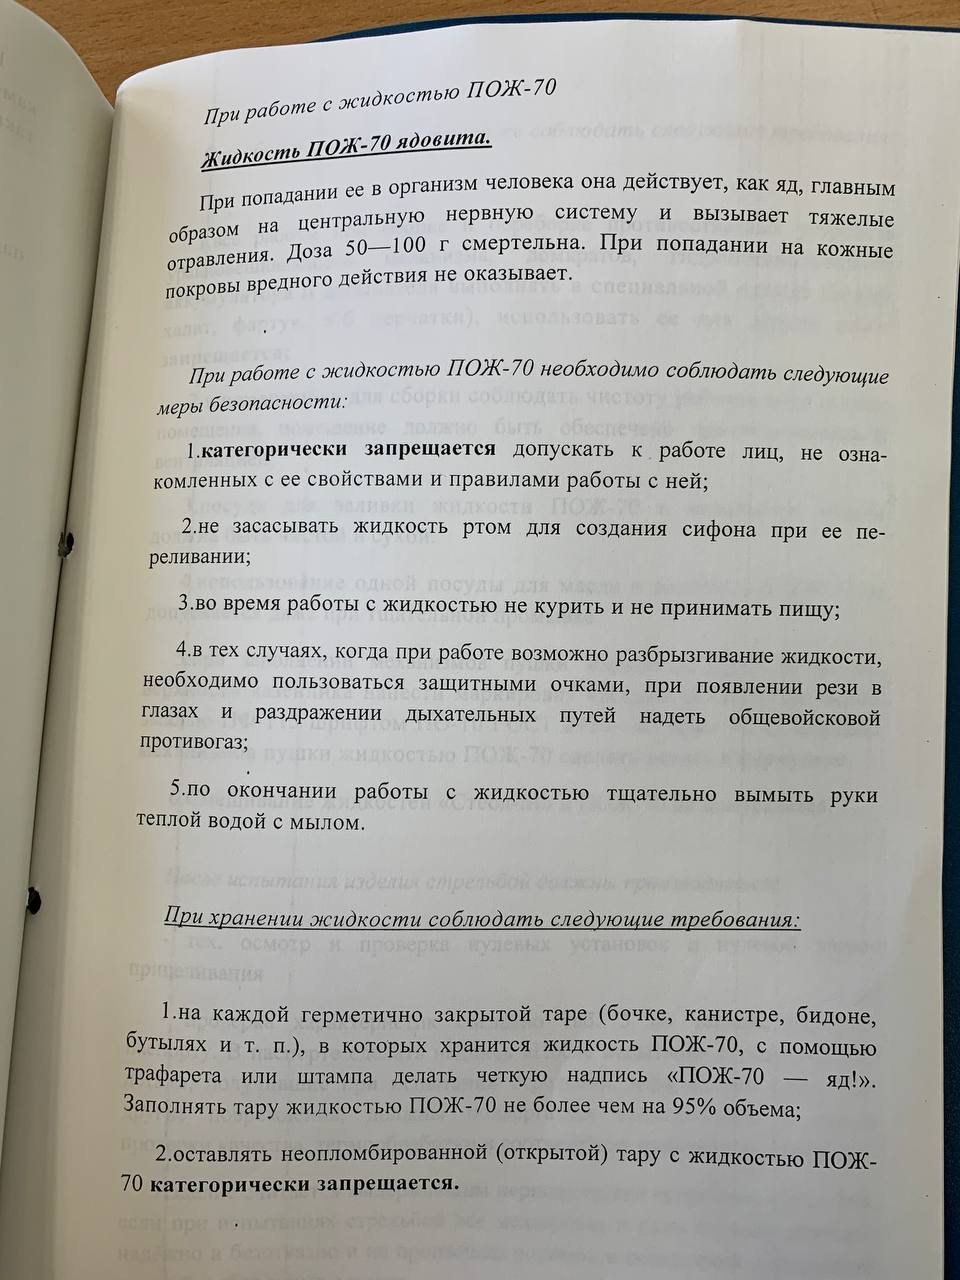 При работе с жидкостью ПОЖ-70
Жидкость ПОЖ-70 ядовита.
При попадании ее в организм человека она действует, как яд, главным
образом на центральную нервную систему и вызывает тяжелые
отравления. Доза 50—100 г смертельна. При попадании на кожные
покровы вредного действия не оказывает.
При работе с жидкостью ПОЖ-70 необходимо соблюдать следующие
меры безопасности:
1.категорически запрещается допускать к работе лиц, не озна-
комленных с ее свойствами и правилами работы с ней;
2.не засасывать жидкость ртом для создания сифона при ее пе-
реливании;
3.во время работы с жидкостью не курить и не принимать пищу;
4.в тех случаях, когда при работе возможно разбрызгивание жидкости,
необходимо пользоваться защитными очками, при появлении рези в
глазах и раздражении дыхательных путей надеть общевойсковой
противогаз;
5.по окончании работы с жидкостью тщательно вымыть руки
теплой водой с мылом.
При хранении жидкости соблюдать следующие требования:
1.на каждой герметично закрытой таре (бочке, канистре, бидоне,
бутылях и т. п.), в которых хранится жидкость ПОЖ-70, с помощью
трафарета или штампа делать четкую надпись «ПОЖ-70 — яд!».
Заполнять тару жидкостью ПОЖ-70 не более чем на 95% объема;
2.оставлять неопломбированной (открытой) тару с жидкостью ПОЖ-
70 категорически запрещается.